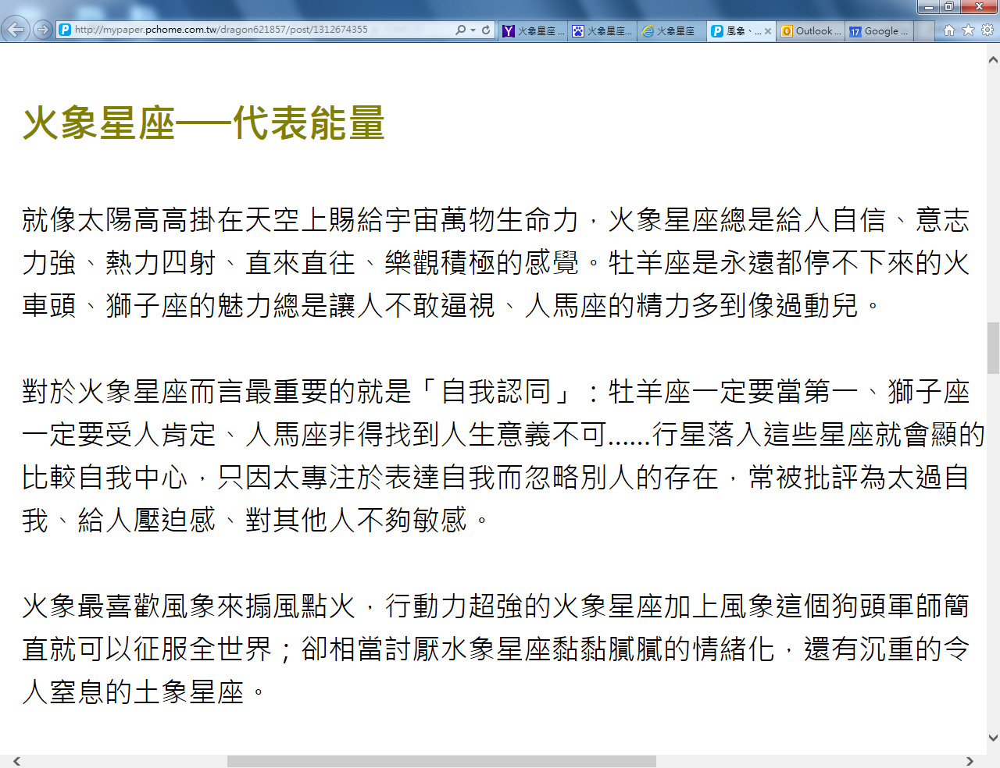 http://mypaper.pchome.com.tw/dragon621857/post/1312674355
火象星座 ...
火象星座...
火象星座
風象、...
Outlook ...
17 Google ...
火象星座──代表能量
就像太陽高高掛在天空上賜給宇宙萬物生命力，火象星座總是給人自信、意志
力強、熱力四射、直來直往、樂觀積極的感覺。牡羊座是永遠都停不下來的火
車頭、獅子座的魅力總是讓人不敢逼視、人馬座的精力多到像過動兒。
對於火象星座而言最重要的就是「自我認同」：牡羊座一定要當第一、獅子座
一定要受人肯定、人馬座非得找到人生意義不可......行星落入這些星座就會顯的
比較自我中心，只因太專注於表達自我而忽略別人的存在，常被批評為太過自
我、給人壓迫感、對其他人不夠敏感。
火象最喜歡風象來搧風點火，行動力超強的火象星座加上風象這個狗頭軍師簡
直就可以征服全世界；卻相當討厭水象星座黏黏膩膩的情緒化，還有沉重的令
人窒息的土象星座。